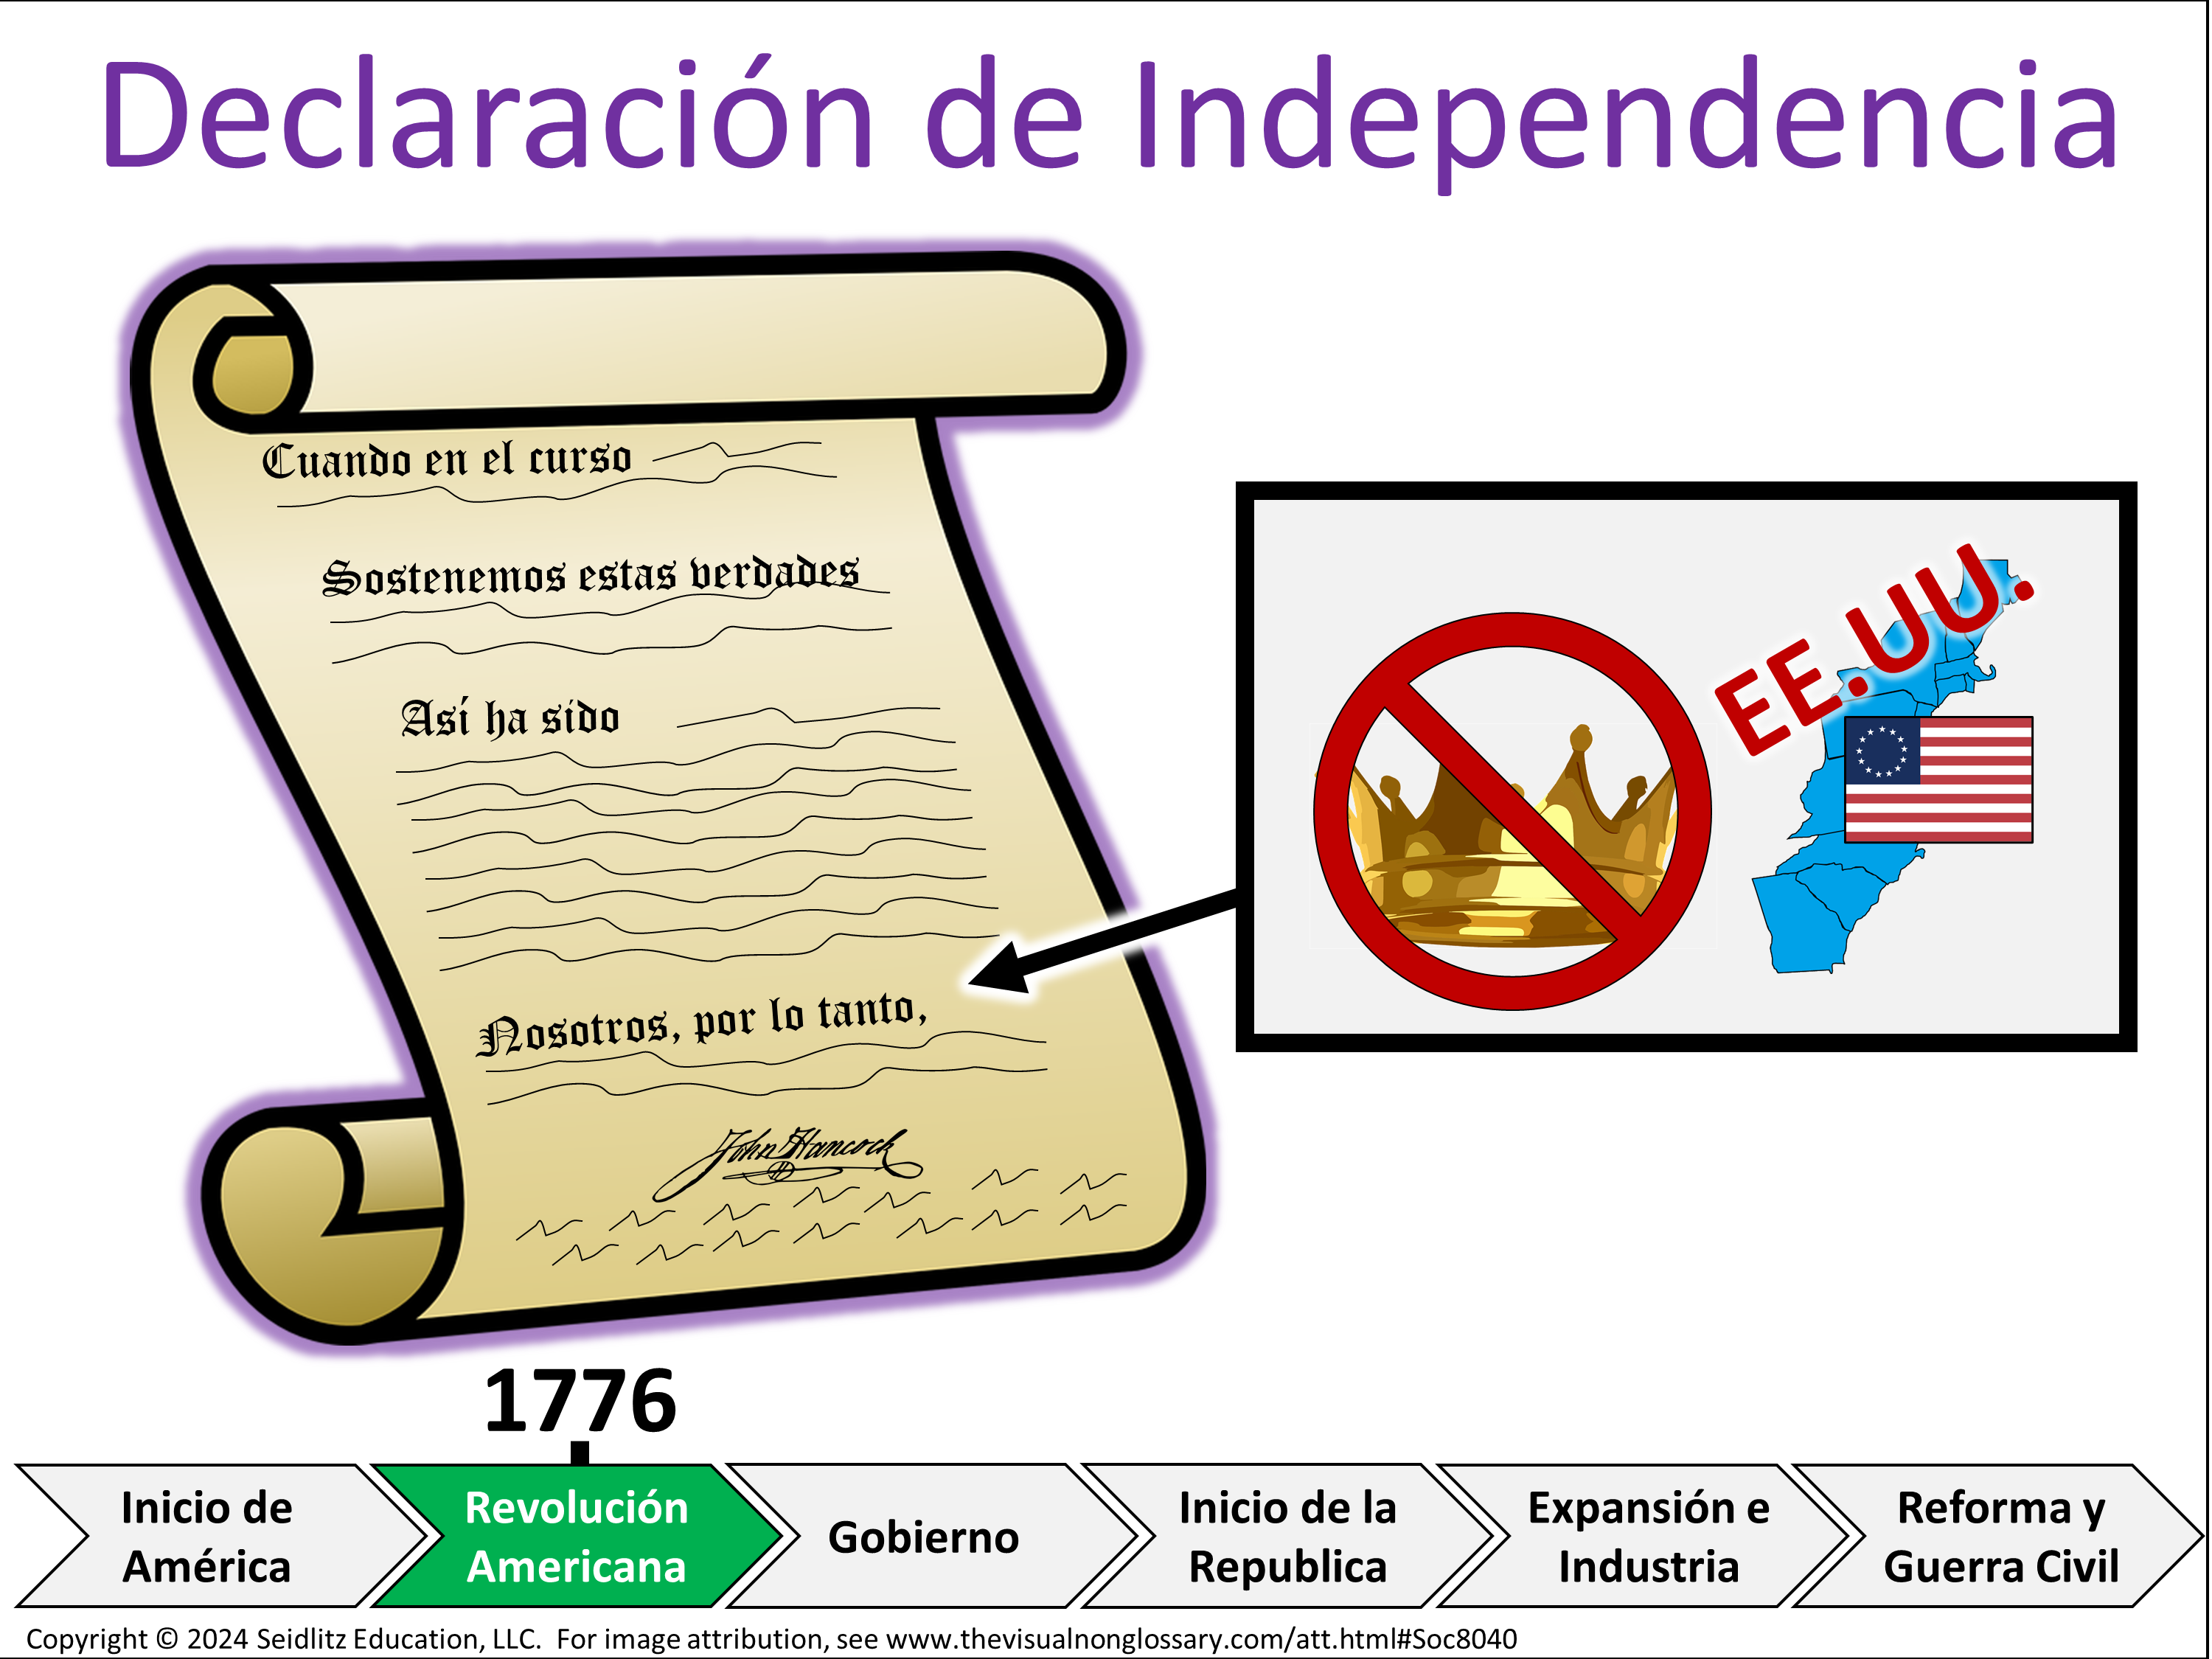 Declaración de Independencia
Cuando en el curso
Sostenemos estas verdades
Así ha sido
Nosotros, por lo tanto,
John Hancock
EE.UU.
1776
Inicio de
América
Revolución
Americana
Gobierno
Inicio de la
Republica
Expansión e
Industria
Reforma y
Guerra Civil
Copyright © 2024 Seidlitz Education, LLC.  For image attribution, see www.thevisualnonglossary.com/att.html#Soc8040